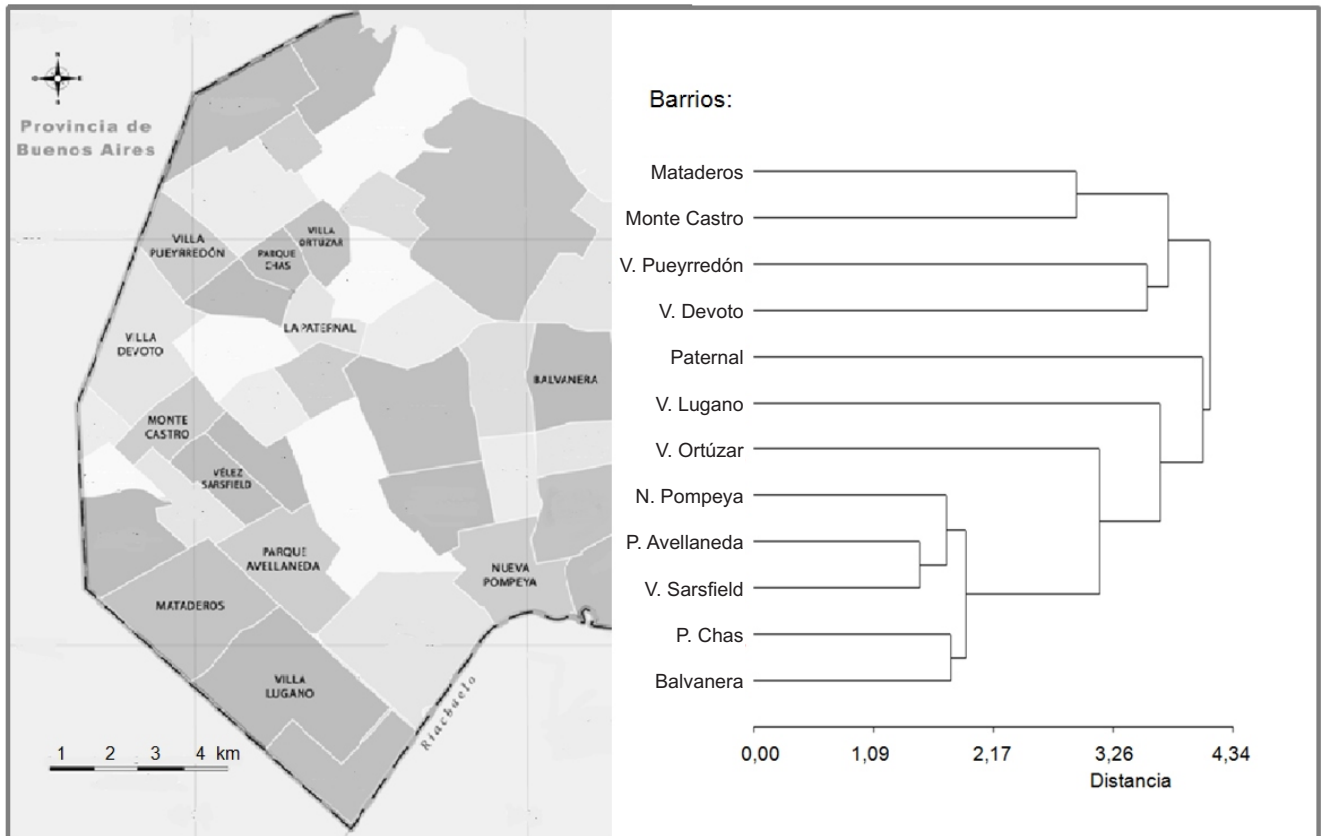 N
O
E
S
Provincia de
Buenos Aires
VILLA
PUEYRREDÓN
PARQUE
CHAS
VILLA
ORTÚZAR
LA PATERNAL
VILLA
DEVOTO
BALVANERA
MONTE
CASTRO
VÉLEZ
SARSFIELD
PARQUE
AVELLANEDA
NUEVA
POMPEYA
MATADEROS
VILLA
LUGANO
Riachuelo
1 2 3 4 km
Barrios:
Mataderos
Monte Castro
V. Pueyrredón
V. Devoto
Paternal
V. Lugano
V. Ortúzar
N. Pompeya
P. Avellaneda
V. Sarsfield
P. Chas
Balvanera
0,00 1,09 2,17 3,26 4,34
Distancia